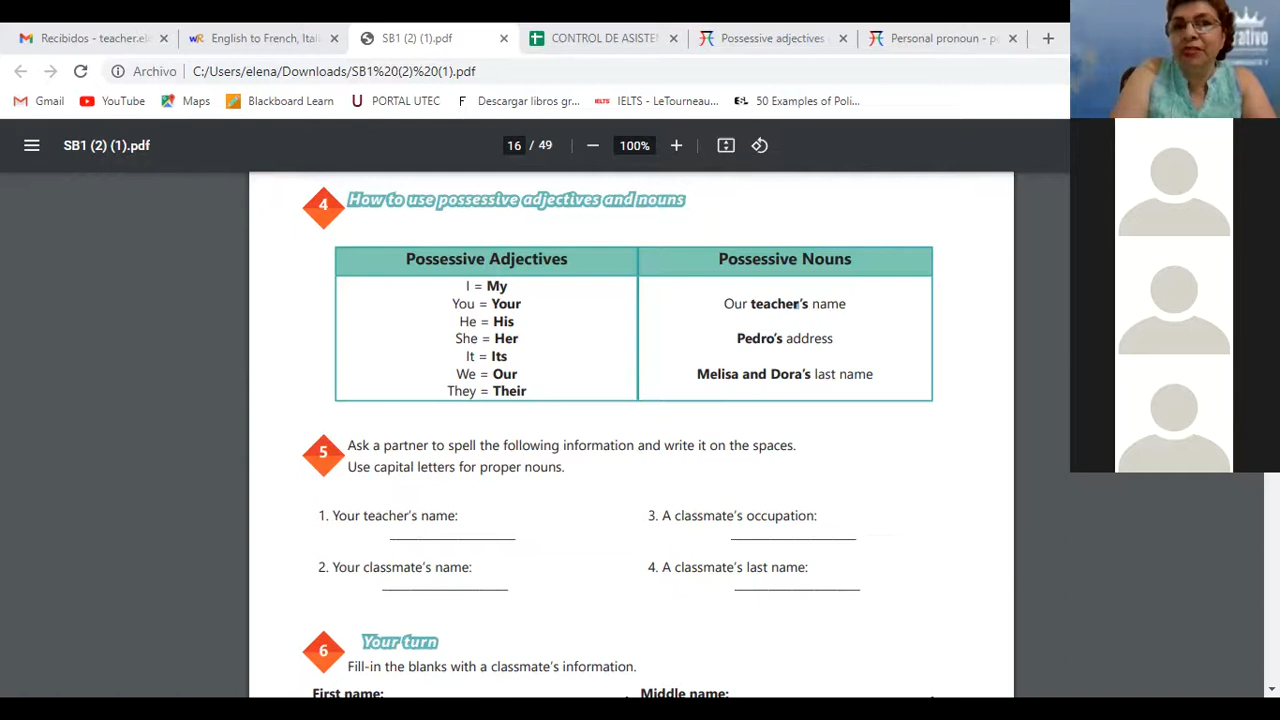 Recibidos - teacher.ele
English to French, Ital
SB1 (2) (1).pdf
CONTROL DE ASISTEN
Possessive adjectives
Personal pronoun - p
Archivo
C:/Users/elena/Downloads/SB1%20(2)%20(1).pdf
Gmail
YouTube
Maps
Blackboard Learn
PORTAL UTEC
Descargar libros gr...
IELTS - LeTourneau...
50 Examples of Poli...
SB1 (2) (1).pdf
16 / 49
100%
4
How to use possessive adjectives and nouns
Possessive Adjectives
I = My
You = Your
He = His
She = Her
It = Its
We = Our
They = Their
Possessive Nouns
Our teacher's name
Pedro's address
Melisa and Dora's last name
5
Ask a partner to spell the following information and write it on the spaces.
Use capital letters for proper nouns.
1. Your teacher's name:
2. Your classmate's name:
3. A classmate's occupation:
4. A classmate's last name:
6
Your turn
Fill-in the blanks with a classmate's information.
First name:
Middle name: